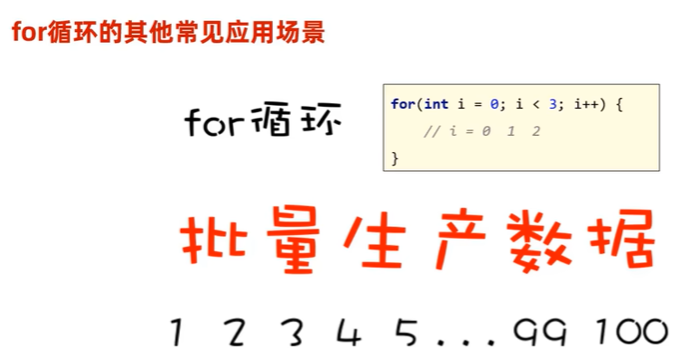 for循环的其他常见应用场景
for循环
for(int i = 0; i < 3; i++) {
// i = 0 1 2
}
批量生产数据
1 2 3 4 5 ... 99 100